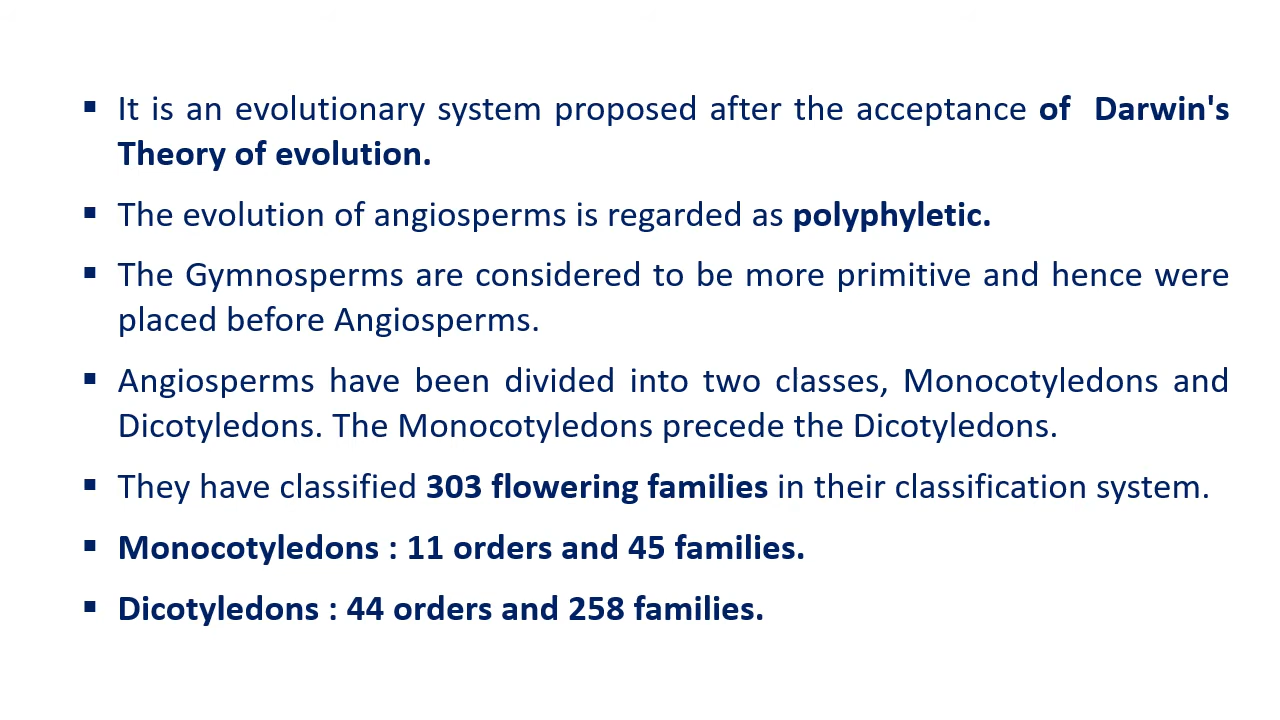 ▪ It is an evolutionary system proposed after the acceptance of Darwin's
Theory of evolution.
▪ The evolution of angiosperms is regarded as polyphyletic.
▪ The Gymnosperms are considered to be more primitive and hence were
placed before Angiosperms.
▪ Angiosperms have been divided into two classes, Monocotyledons and
Dicotyledons. The Monocotyledons precede the Dicotyledons.
▪ They have classified 303 flowering families in their classification system.
▪ Monocotyledons : 11 orders and 45 families.
▪ Dicotyledons : 44 orders and 258 families.